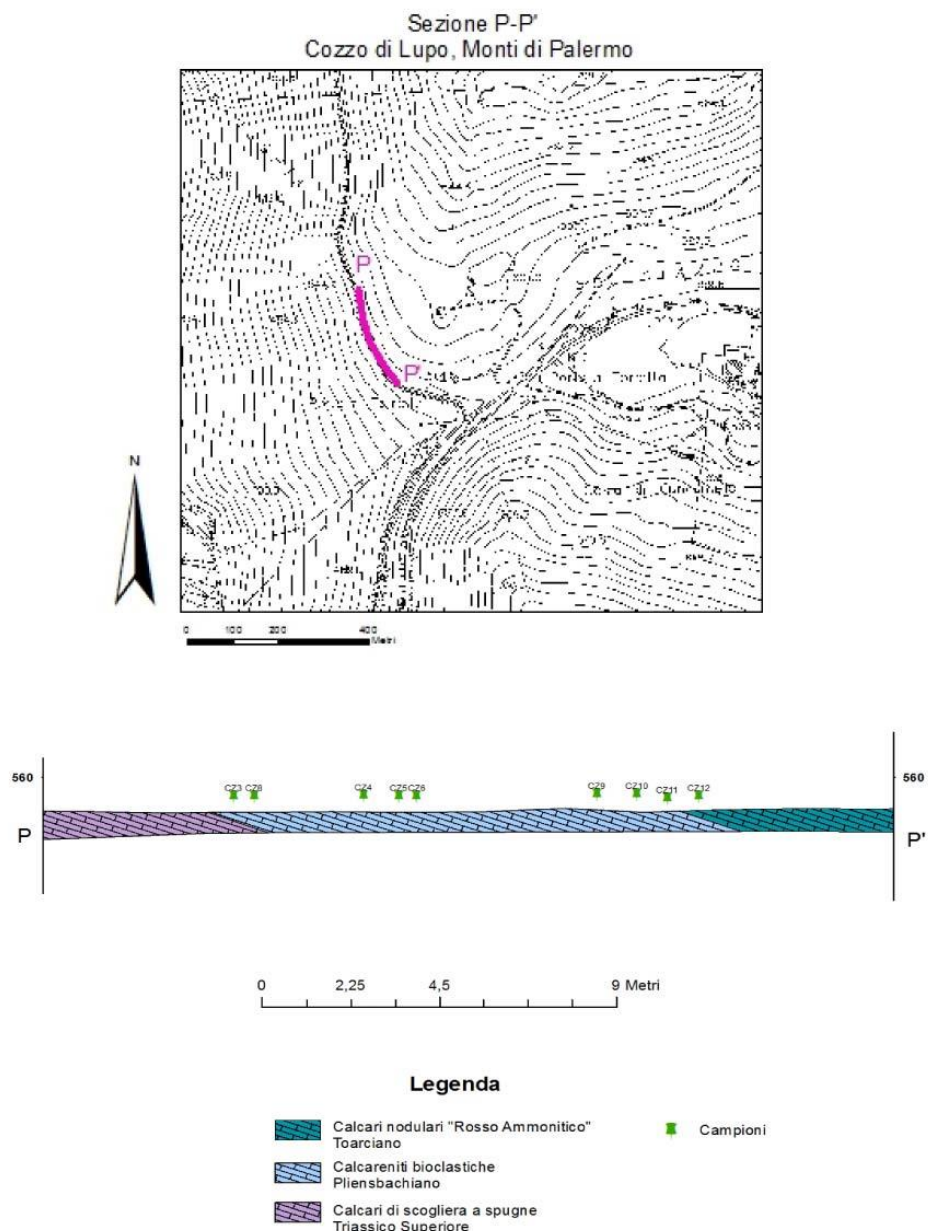 Sezione P-P'
Cozzo di Lupo, Monti di Palermo
P
P'
N
0 100 200 400
Metri
560
560
CZ3 CZ8 CZ4 CZ5 CZ6 CZ9 CZ10 CZ11 CZ12
P
P'
0 2,25 4,5 9 Metri
Legenda
Calcari nodulari "Rosso Ammonitico"
Toarciano
Campioni
Calcareniti bioclastiche
Pliensbachiano
Calcari di scogliera a spugne
Triassico Superiore